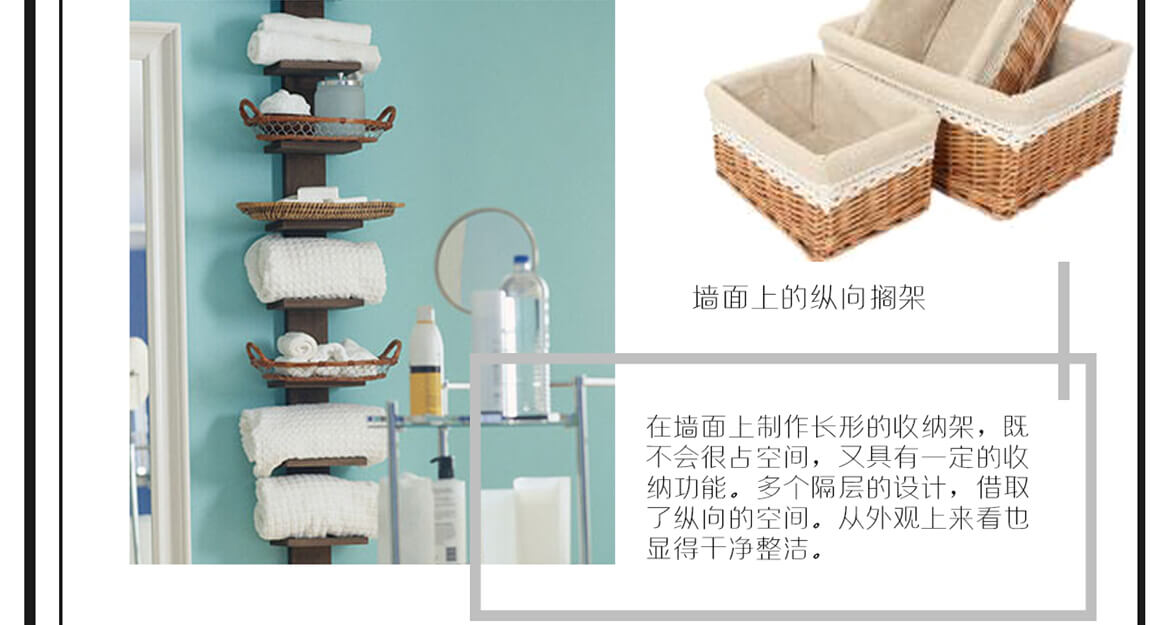 墙面上的纵向搁架
在墙面上制作长形的收纳架，既
不会很占空间，又具有一定的收
纳功能。多个隔层的设计，借取
了纵向的空间。从外观上来看也
显得干净整洁。